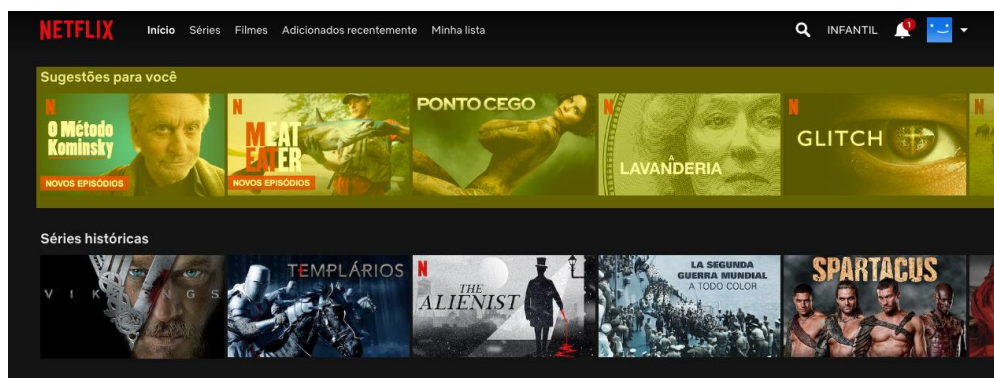 NETFLIX Início Séries Filmes Adicionados recentemente Minha lista INFANTIL 1
Sugestões para você
N
O Método
Kominsky
NOVOS EPISÓDIOS
N
MEAT
EATER
NOVOS EPISÓDIOS
PONTO CEGO
N
A
LAVANDERIA
N
GLITCH
N
Séries históricas
VIKINGS
TEMPLÁRIOS
N
THE
ALIENIST
LA SEGUNDA
GUERRA MUNDIAL
A TODO COLOR
SPARTACUS